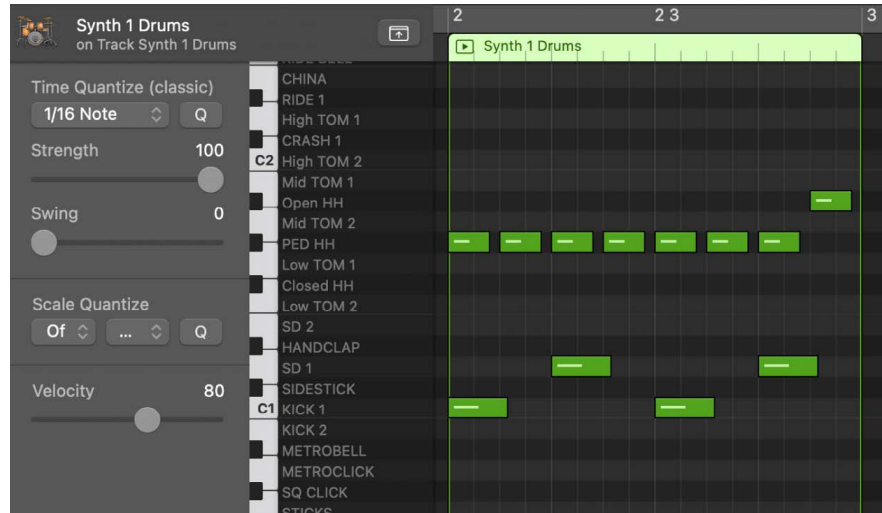 Synth 1 Drums
on Track Synth 1 Drums
Time Quantize (classic)
1/16 Note
Q
Strength 100
Swing 0
Scale Quantize
Of ... Q
Velocity 80
2 2 3 3
Synth 1 Drums
CHINA
RIDE 1
High TOM 1
CRASH 1
C2 High TOM 2
Mid TOM 1
Open HH
Mid TOM 2
PED HH
Low TOM 1
Closed HH
Low TOM 2
SD 2
HANDCLAP
SD 1
SIDESTICK
C1 KICK 1
KICK 2
METROBELL
METROCLICK
SQ CLICK
STICKS